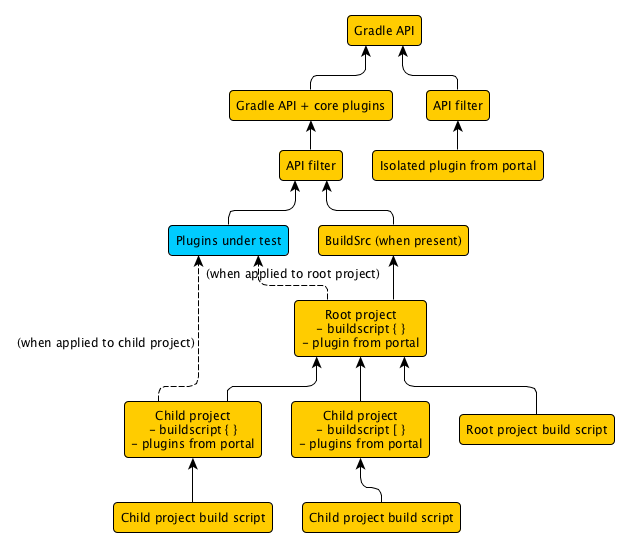 Gradle API
Gradle API + core plugins
API filter
API filter
Isolated plugin from portal
Plugins under test
BuildSrc (when present)
(when applied to root project)
Root project
- buildscript { }
- plugin from portal
(when applied to child project)
Child project
- buildscript { }
- plugins from portal
Child project
- buildscript [ }
- plugins from portal
Root project build script
Child project build script
Child project build script